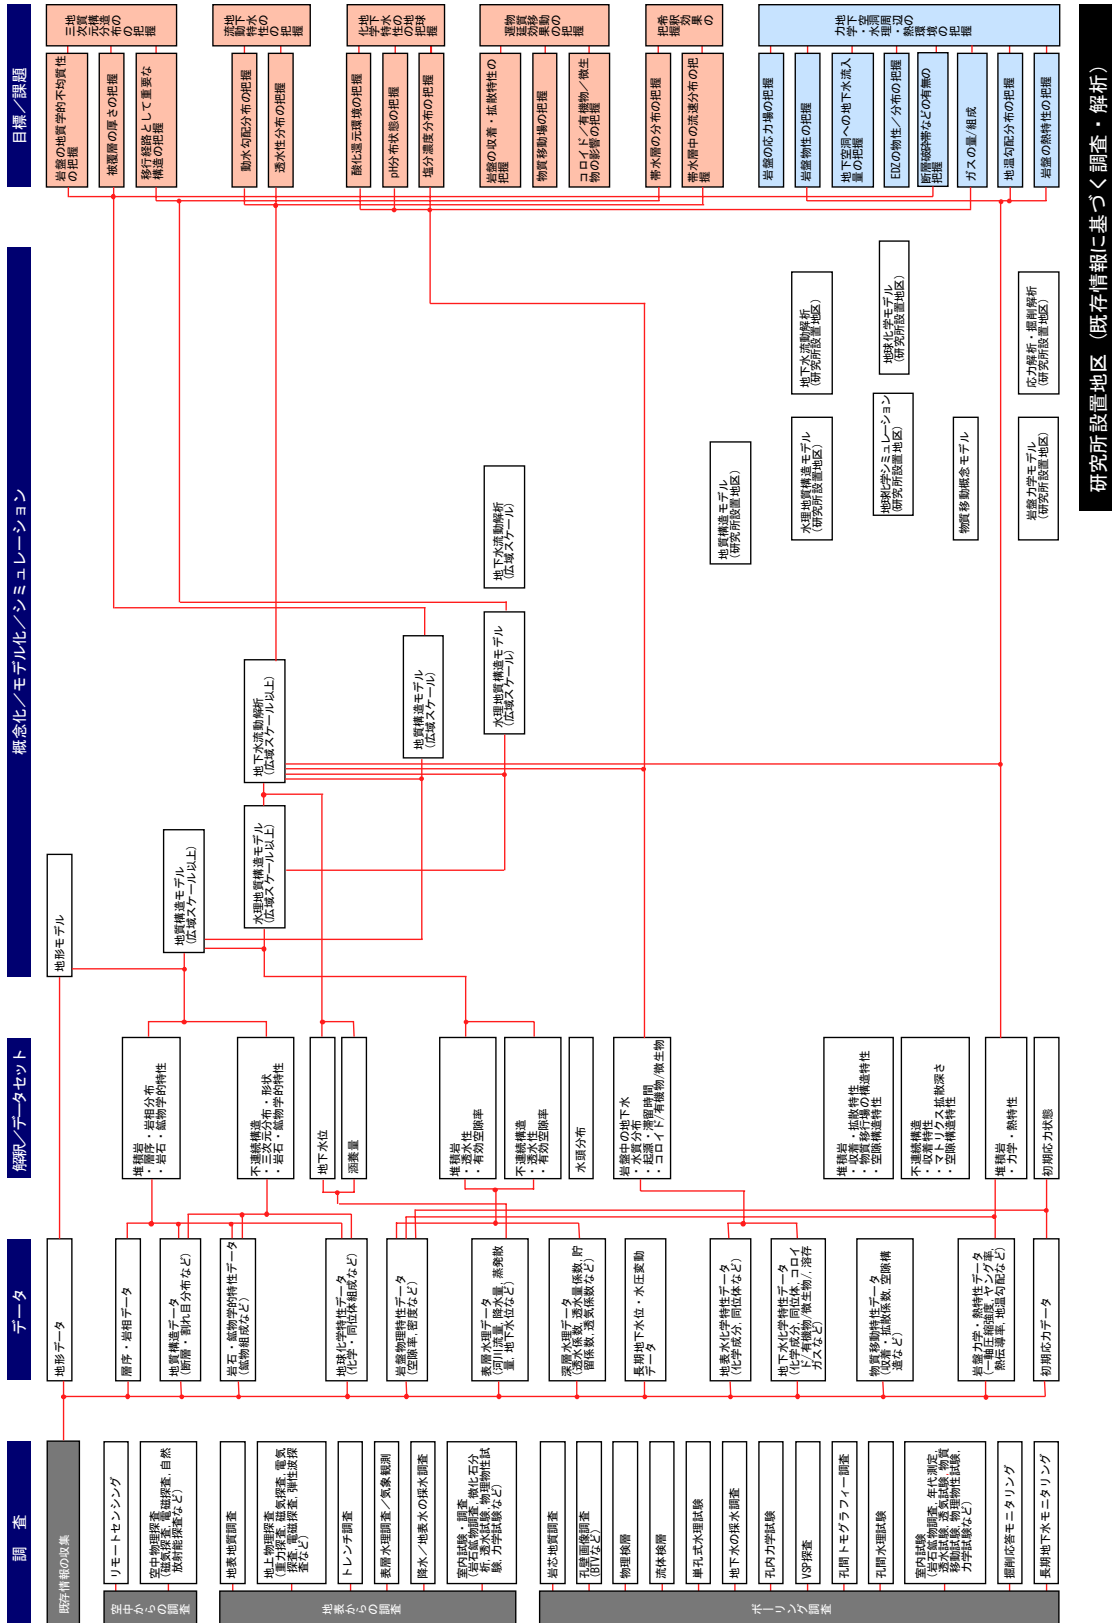 研究所設置地区（既存情報に基づく調査・解析）
調　査
データ
解釈／データセット
概念化／モデル化／シミュレーション
目標／課題
既存情報の収集
空中からの調査
リモートセンシング
空中物理探査
（磁気探査，電磁探査，自然
放射能探査など）
地表からの調査
地表地質調査
地上物理探査
（重力探査，磁気探査，電気
探査，電磁探査，弾性波探
査など）
トレンチ調査
表層水理調査／気象観測
降水／地表水の採水調査
室内試験・調査
（岩石鉱物調査，微化石分
析，透水試験，物理物性試
験，力学試験など）
ボーリング調査
岩芯地質調査
孔壁画像調査
（BTVなど）
物理検層
流体検層
単孔式水理試験
地下水の採水調査
孔内力学試験
VSP探査
孔間トモグラフィー調査
孔間水理試験
室内試験
（岩石鉱物調査，年代測定，
透水試験，透気試験，物質
移動試験，物理物性試験，
力学試験など）
掘削応答モニタリング
長期地下水モニタリング
地形データ
層序・岩相データ
地質構造データ
（断層・割れ目分布など）
岩石・鉱物学的特性データ
（鉱物組成など）
地球化学特性データ
（化学・同位体組成など）
岩盤物理特性データ
（空隙率，密度など）
表層水理データ
（河川流量，降水量，蒸発散
量，地下水位など）
深層水理データ
（透水係数，透水量係数，貯
留係数，透気係数など）
長期地下水位・水圧変動
データ
地表水化学特性データ
（化学成分，同位体など）
地下水化学特性データ
（化学成分，同位体，コロイ
ド/有機物/微生物/，溶存
ガスなど）
物質移動特性データ
（収着・拡散係数，空隙構
造など）
岩盤力学・熱特性データ
（一軸圧縮強度，ヤング率，
熱伝導率，地温勾配など）
初期応力データ
堆積岩
・層序・岩相分布
・岩石・鉱物学的特性
不連続構造
・三次元分布・形状
・岩石・鉱物学的特性
地下水位
涵養量
堆積岩
・透水性
・有効空隙率
不連続構造
・透水性
・有効空隙率
水頭分布
岩盤中の地下水
・水質分布
・起源・滞留時間
・コロイド/有機物/微生物
堆積岩
・収着・拡散特性
・物質移行場の構造特性
・空隙構造特性
不連続構造
・収着特性
・マトリクス拡散深さ
・空隙構造特性
堆積岩
・力学・熱特性
初期応力状態
地形モデル
地質構造モデル
（広域スケール以上）
水理地質構造モデル
（広域スケール以上）
地下水流動解析
（広域スケール以上）
地質構造モデル
（広域スケール）
水理地質構造モデル
（広域スケール）
地下水流動解析
（広域スケール）
地質構造モデル
（研究所設置地区）
水理地質構造モデル
（研究所設置地区）
地下水流動解析
（研究所設置地区）
地球化学シミュレーション
（研究所設置地区）
地球化学モデル
（研究所設置地区）
物質移動概念モデル
岩盤力学モデル
（研究所設置地区）
応力解析・掘削解析
（研究所設置地区）
三次元分布の把握
地質構造の
岩盤の地質学的不均質性
の把握
被覆層の厚さの把握
移行経路として重要な
構造の把握
地下水の
流動特性の把握
動水勾配分布の把握
透水性分布の把握
地下水の地球
化学特性の把握
酸化還元環境の把握
pH分布状態の把握
塩分濃度分布の把握
物質移動の
遅延効果の把握
岩盤の収着・拡散特性の
把握
物質移動場の把握
コロイド／有機物／微生
物の影響の把握
希釈効果の
把握
帯水層の分布の把握
帯水層中の流速分布の把
握
地下空洞周辺の
力学・水理・熱環境の把握
岩盤の応力場の把握
岩盤物性の把握
地下空洞への地下水流入
量の把握
EDZの物性／分布の把握
断層破砕帯などの有無の
把握
ガスの量/組成
地温勾配分布の把握
岩盤の熱特性の把握